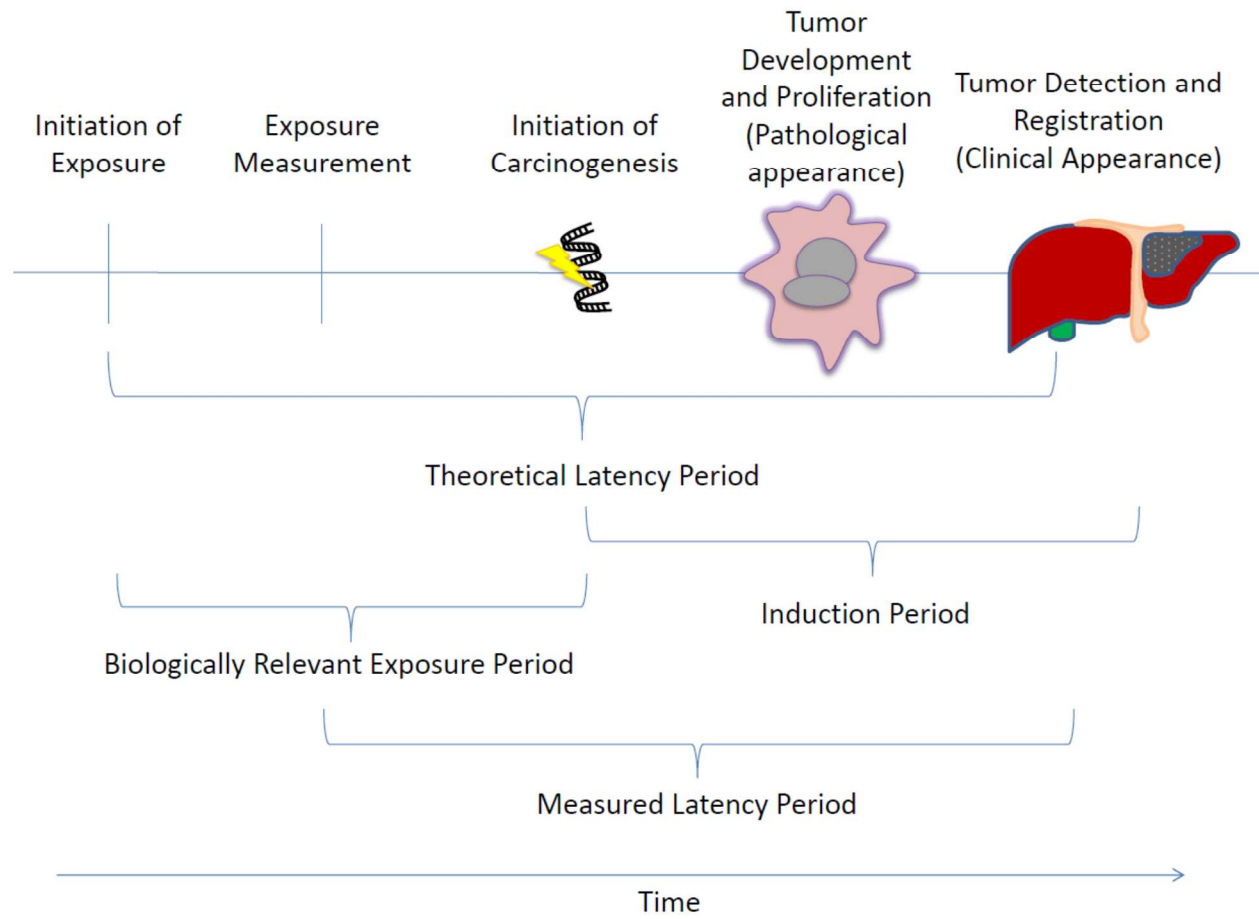 Initiation of
Exposure
Exposure
Measurement
Initiation of
Carcinogenesis
Tumor
Development
and Proliferation
(Pathological
appearance)
Tumor Detection and
Registration
(Clinical Appearance)
Theoretical Latency Period
Induction Period
Biologically Relevant Exposure Period
Measured Latency Period
Time